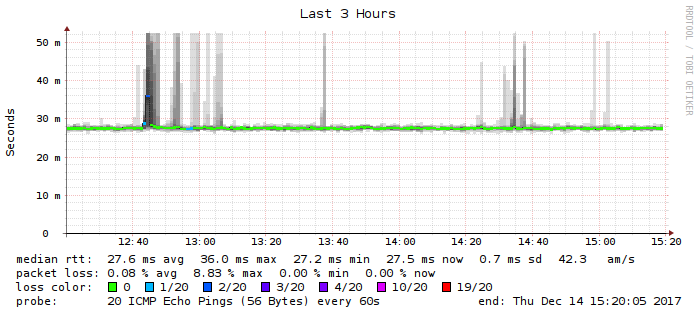 Last 3 Hours
RRDTOOL / TOBI OETIKER
Seconds
50 m
40 m
30 m
20 m
10 m
0
12:40 13:00 13:20 13:40 14:00 14:20 14:40 15:00 15:20
median rtt: 27.6 ms avg 36.0 ms max 27.2 ms min 27.5 ms now 0.7 ms sd 42.3 am/s
packet loss: 0.08 % avg 8.83 % max 0.00 % min 0.00 % now
loss color: 0 1/20 2/20 3/20 4/20 10/20 19/20
probe: 20 ICMP Echo Pings (56 Bytes) every 60s end: Thu Dec 14 15:20:05 2017